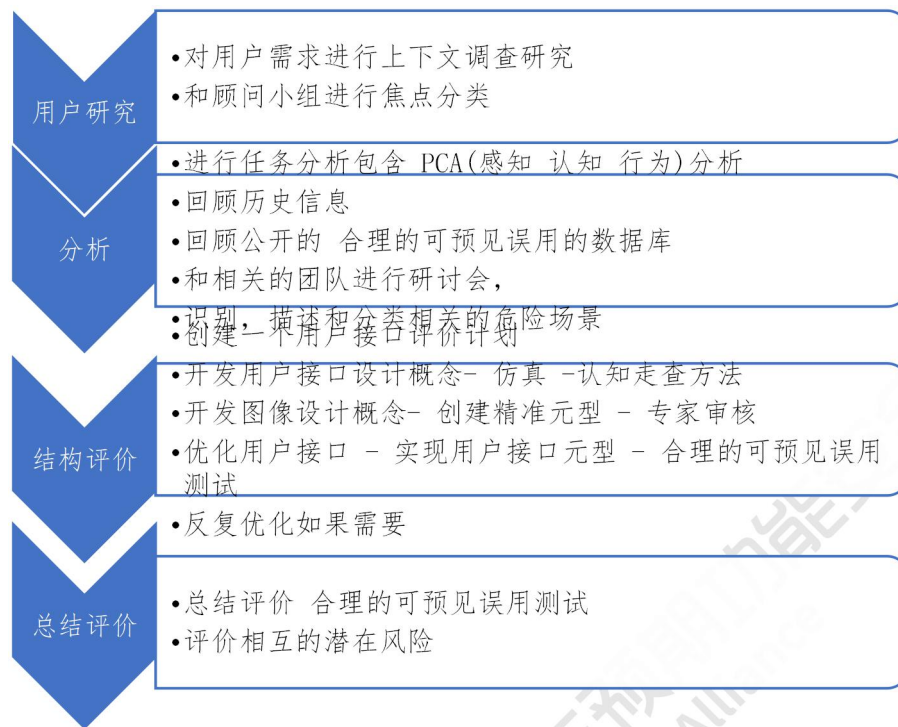 用户研究
•对用户需求进行上下文调查研究
•和顾问小组进行焦点分类
分析
•进行任务分析包含 PCA(感知 认知 行为)分析
•回顾历史信息
•回顾公开的 合理的可预见误用的数据库
•和相关的团队进行研讨会，
•识别，描述和分类相关的危险场景
结构评价
•创建一个用户接口评价计划
•开发用户接口设计概念- 仿真 -认知走查方法
•开发图像设计概念- 创建精准元型 - 专家审核
•优化用户接口 - 实现用户接口元型 - 合理的可预见误用
测试
•反复优化如果需要
总结评价
•总结评价 合理的可预见误用测试
•评价相互的潜在风险
预期功能
Alliance